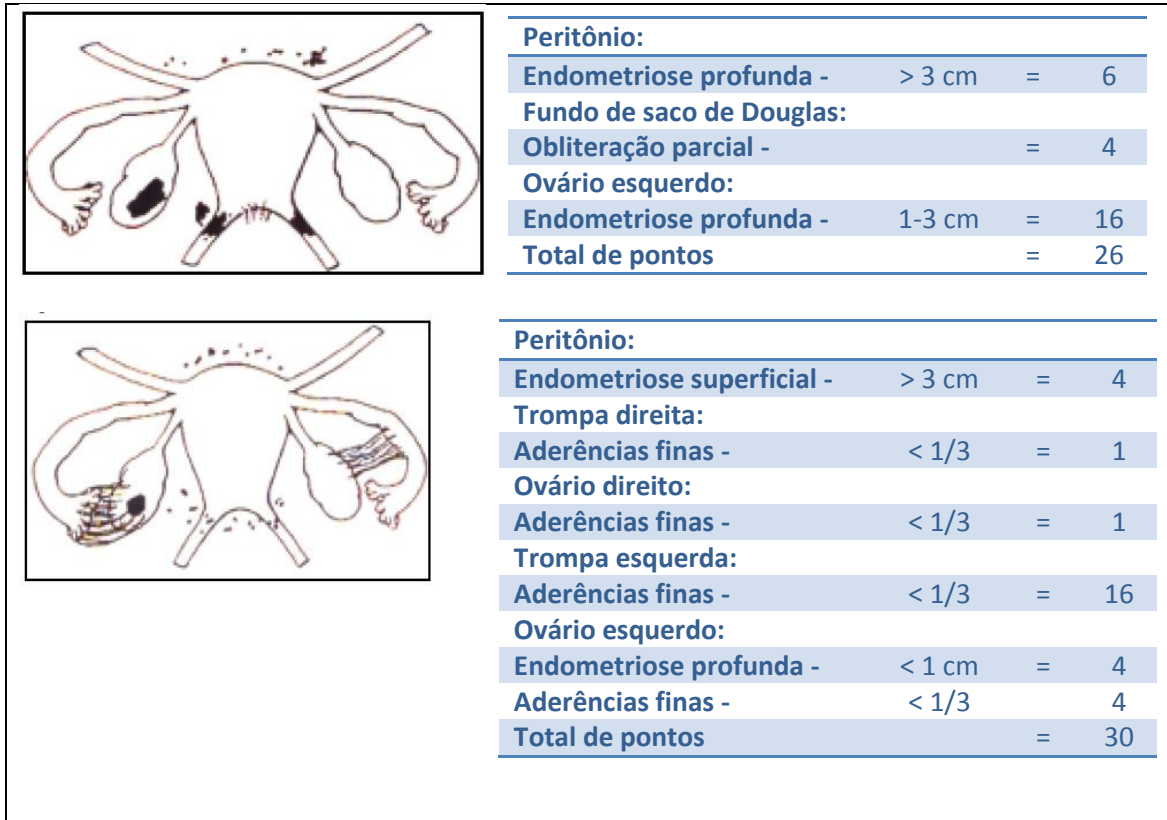 Peritônio:
Endometriose profunda - > 3 cm = 6
Fundo de saco de Douglas:
Obliteração parcial - = 4
Ovário esquerdo:
Endometriose profunda - 1-3 cm = 16
Total de pontos = 26
Peritônio:
Endometriose superficial - > 3 cm = 4
Trompa direita:
Aderências finas - < 1/3 = 1
Ovário direito:
Aderências finas - < 1/3 = 1
Trompa esquerda:
Aderências finas - < 1/3 = 16
Ovário esquerdo:
Endometriose profunda - < 1 cm = 4
Aderências finas - < 1/3 4
Total de pontos = 30